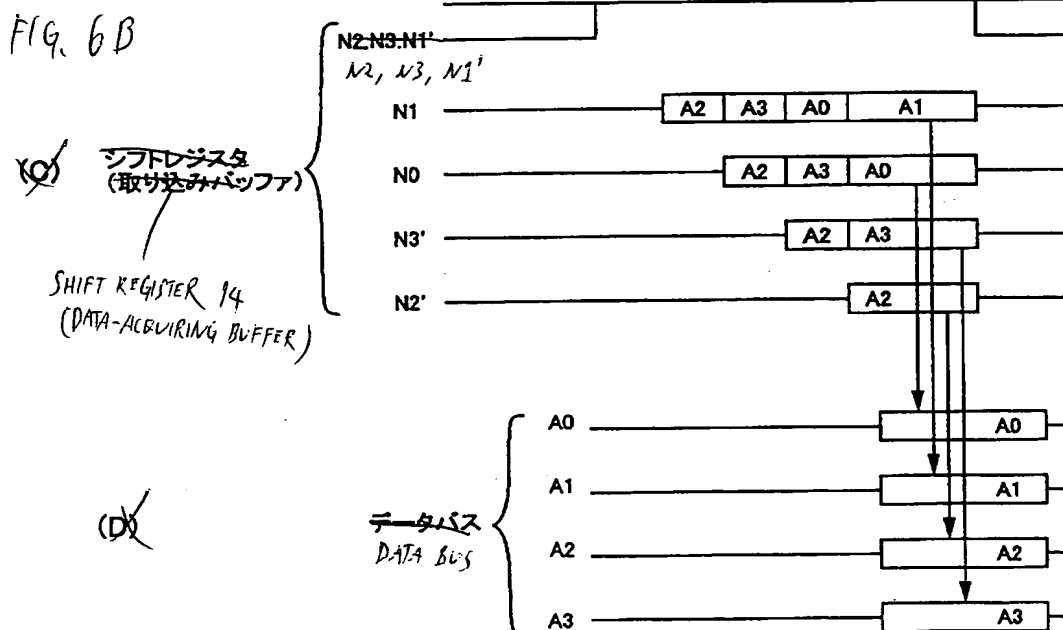 FIG. 6B
N2.N3.N1'
N2, N3, N1'
N1 A2 A3 A0 A1
(C) シフトレジスタ
(取り込みバッファ)
N0 A2 A3 A0
N3' A2 A3
SHIFT REGISTER 14
(DATA-ACQUIRING BUFFER)
N2' A2
A0 A0
A1 A1
(D) データバス
DATA BUS
A2 A2
A3 A3